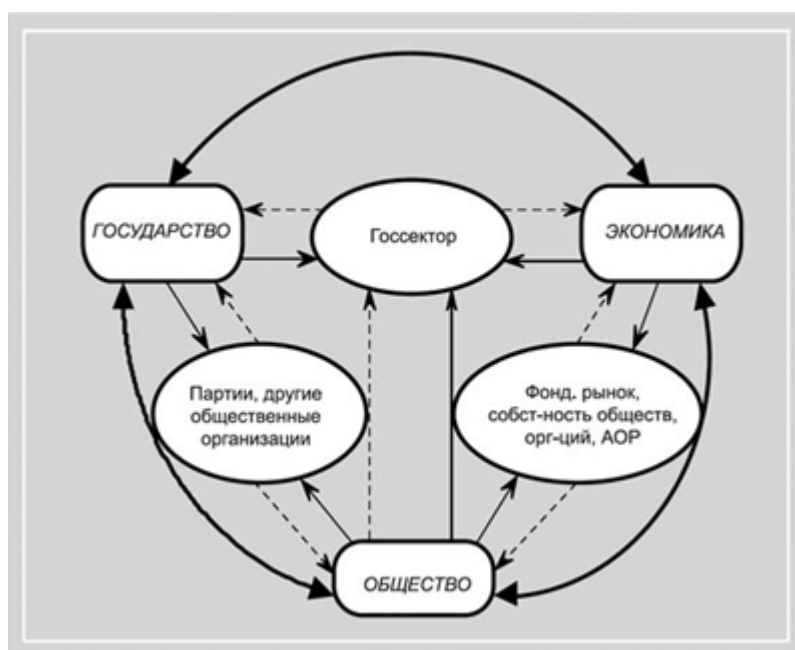 ГОСУДАРСТВО
Госсектор
ЭКОНОМИКА
Партии, другие
общественные
организации
Фонд. рынок,
собст-ность обществ,
орг-ций, АОР
ОБЩЕСТВО